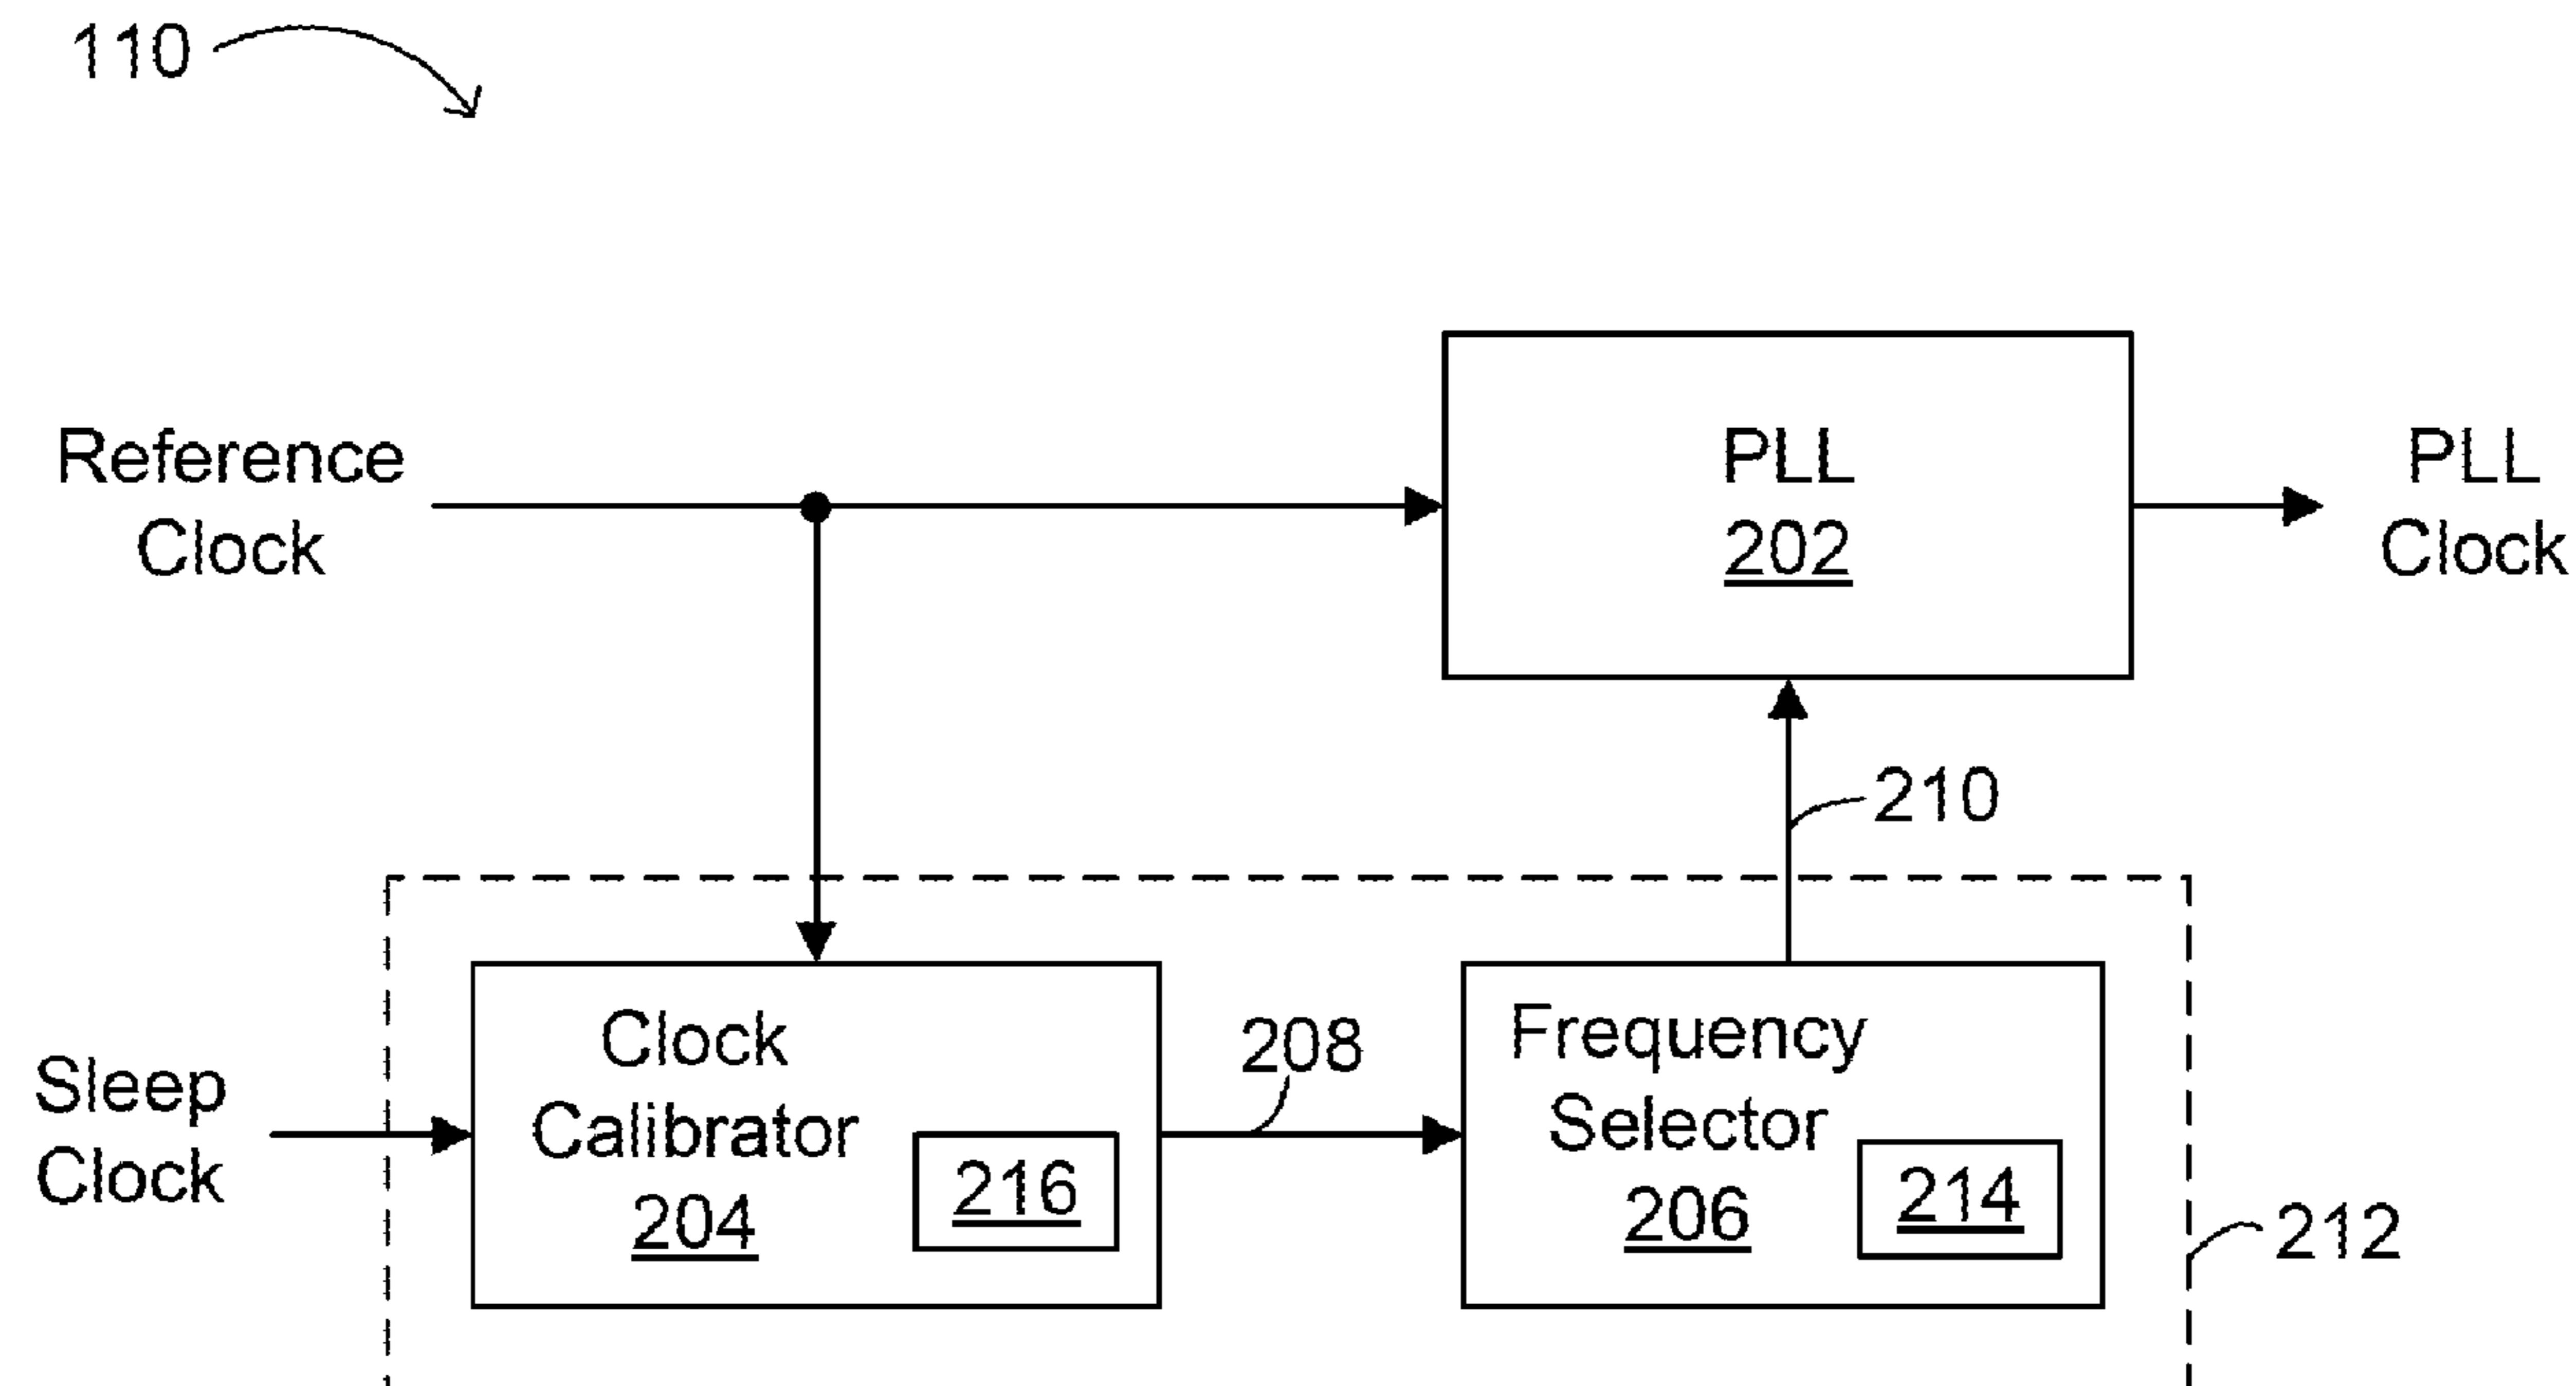 110
Reference
Clock
PLL
202
PLL
Clock
210
Sleep
Clock
Clock
Calibrator
204
216
208
Frequency
Selector
206
214
212